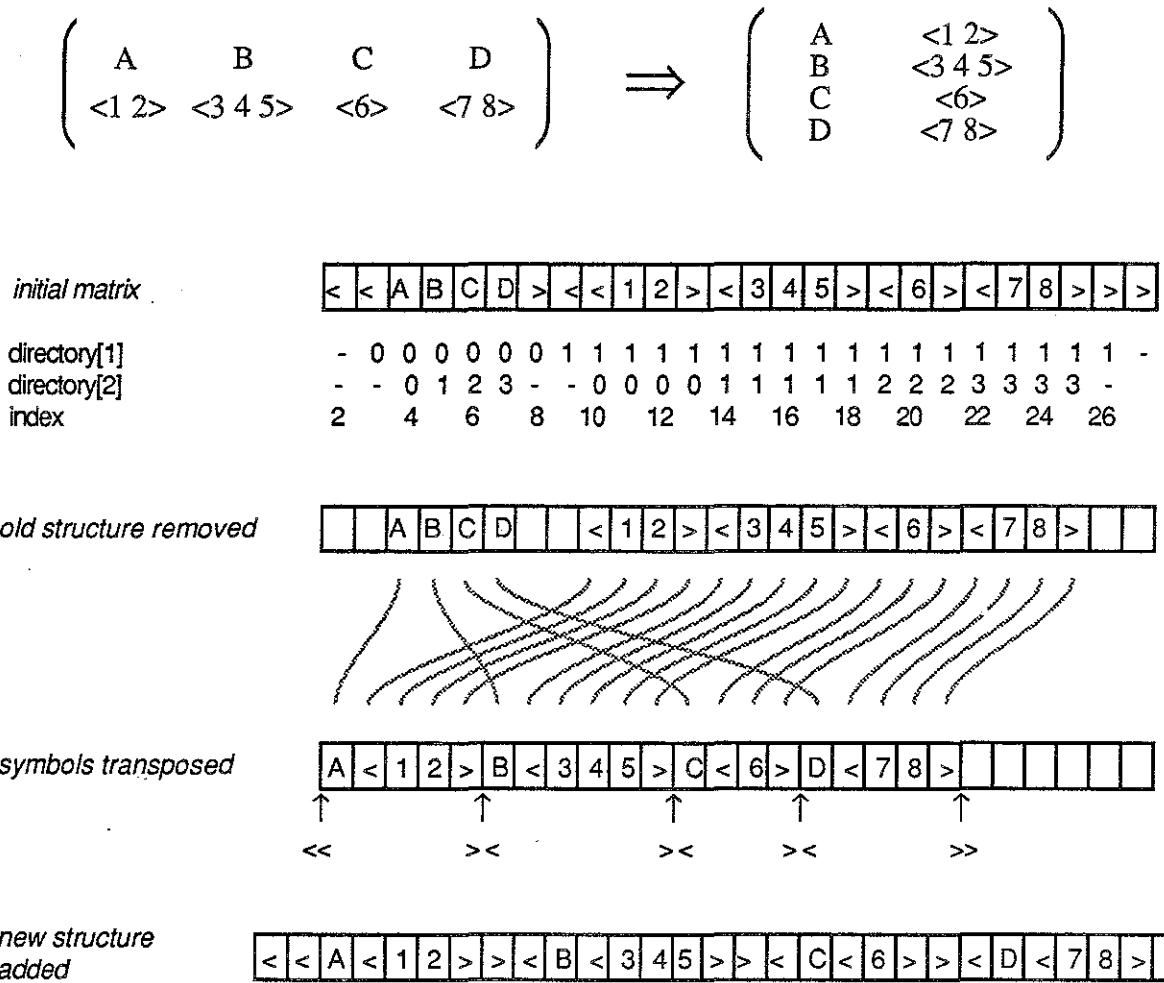 A B C D
<1 2> <3 4 5> <6> <7 8>
⇒
A <1 2>
B <3 4 5>
C <6>
D <7 8>
initial matrix < < A B C D > < < 1 2 > < 3 4 5 > < 6 > < 7 8 > > >
directory[1] - 0 0 0 0 0 0 1 1 1 1 1 1 1 1 1 1 1 1 1 1 1 1 1 1 -
directory[2] - - 0 1 2 3 - - 0 0 0 0 1 1 1 1 1 2 2 2 3 3 3 3 -
index 2 4 6 8 10 12 14 16 18 20 22 24 26
old structure removed A B C D < 1 2 > < 3 4 5 > < 6 > < 7 8 >
symbols transposed A < 1 2 > B < 3 4 5 > C < 6 > D < 7 8 >
<< >< >< >< >>
new structure
added < < A < 1 2 > > < B < 3 4 5 > > < C < 6 > > < D < 7 8 >